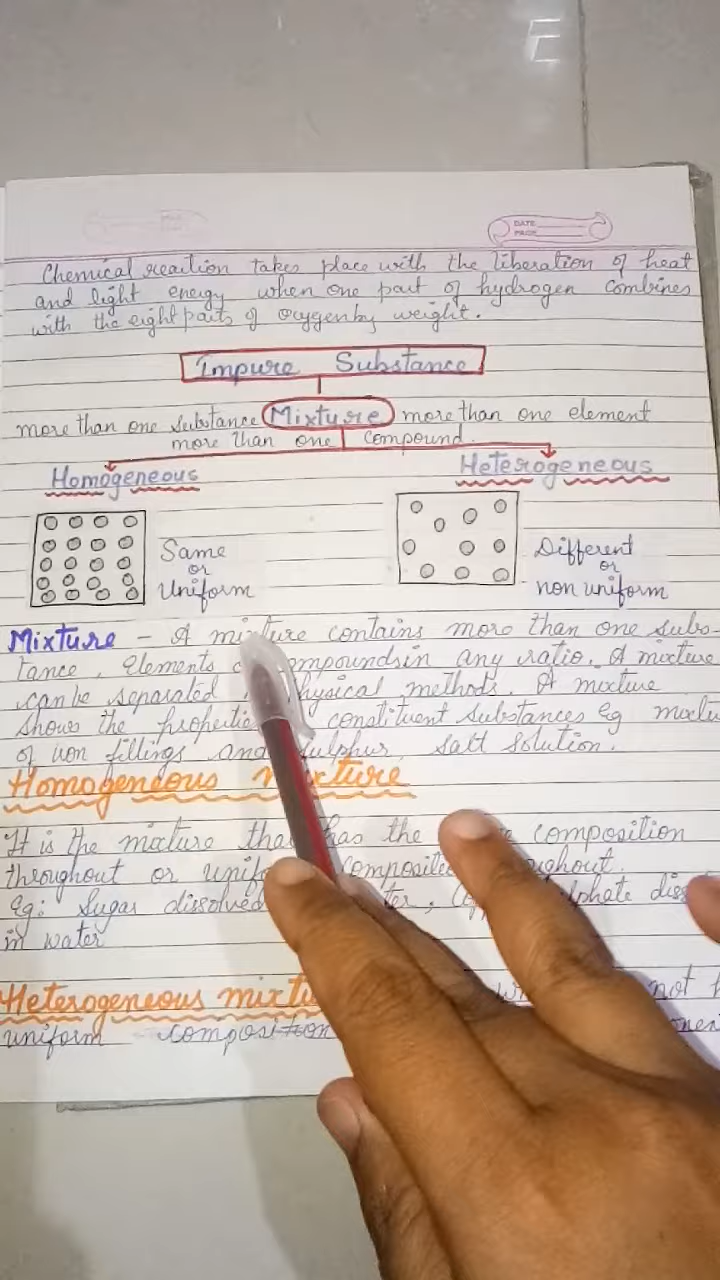 DATE
PAGE
Chemical reaction takes place with the liberation of heat
and light energy when one part of hydrogen combines
with the eight parts of oxygen by weight.
Impure Substance
more than one substance Mixture more than one element
more than one compound.
Homogeneous Heterogeneous
Same
or
Uniform
Different
or
non uniform
Mixture - A mixture contains more than one subs-
tance, elements compounds in any ratio. A mixture
can be separated physical methods. A mixture
shows the constituent substances eg
of iron fillings and sulphur, salt solution.
Homogeneous mixture
It is the mixture that has the composition
throughout or
Eg: Sugar dissolved
in water
Heterogeneous not
uniform composition